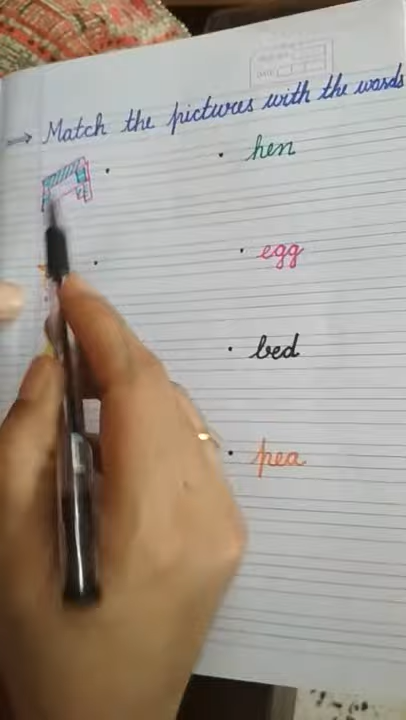 Match the pictures with the words
hen
egg
bed
pea